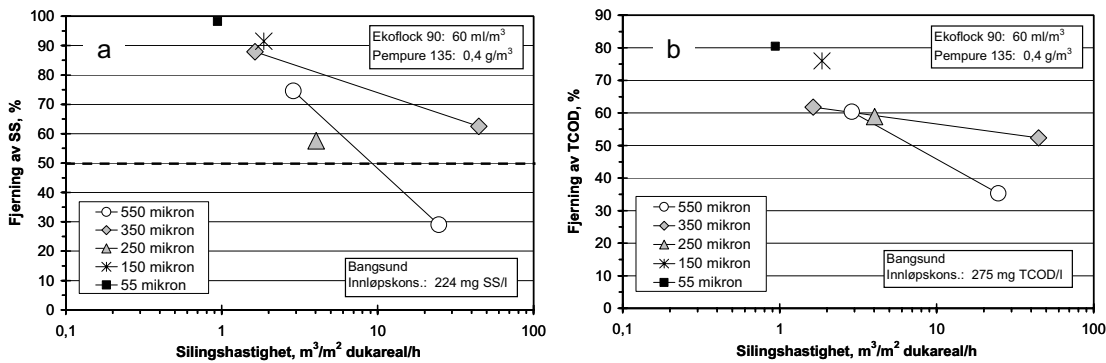 100
90
80
70
60
50
40
30
20
10
0
Fjerning av SS, %
a
Ekoflock 90: 60 ml/m³
Pempure 135: 0,4 g/m³
550 mikron
350 mikron
250 mikron
150 mikron
55 mikron
Bangsund
Innløpskons.: 224 mg SS/l
0,1 1 10 100
Silingshastighet, m³/m² dukareal/h
90
80
70
60
50
40
30
20
10
0
Fjerning av TCOD, %
b
Ekoflock 90: 60 ml/m³
Pempure 135: 0,4 g/m³
550 mikron
350 mikron
250 mikron
150 mikron
55 mikron
Bangsund
Innløpskons.: 275 mg TCOD/l
0,1 1 10 100
Silingshastighet, m³/m² dukareal/h